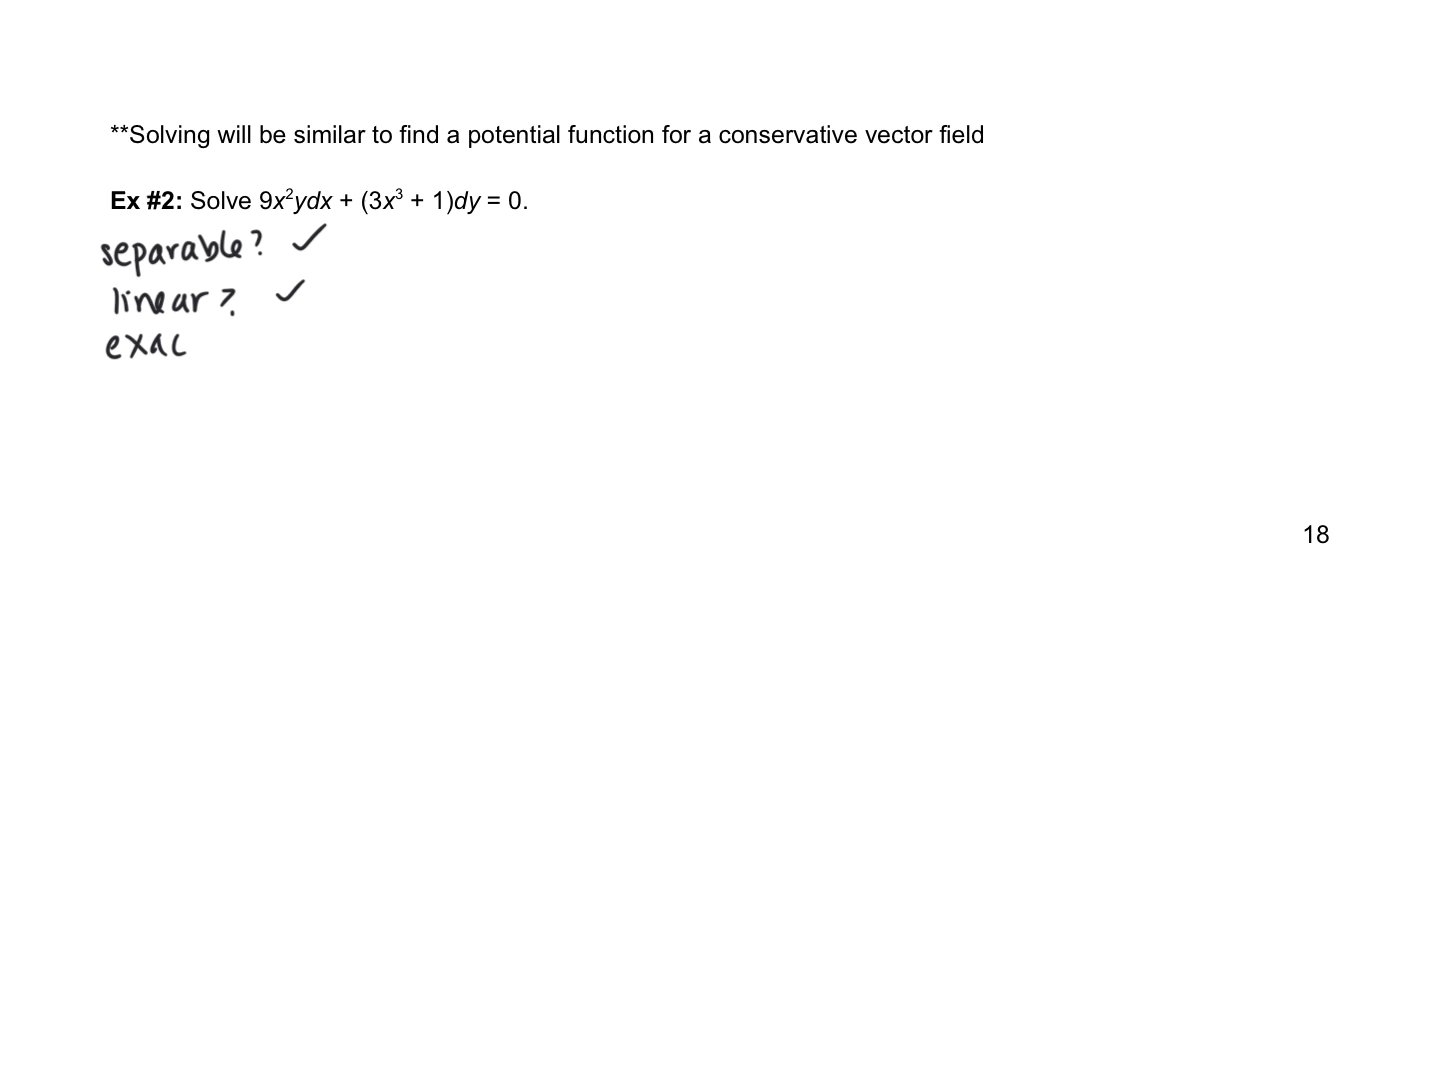 **Solving will be similar to find a potential function for a conservative vector field
Ex #2: Solve 9x²ydx + (3x³ + 1)dy = 0.
separable? ✓
linear? ✓
exac
18